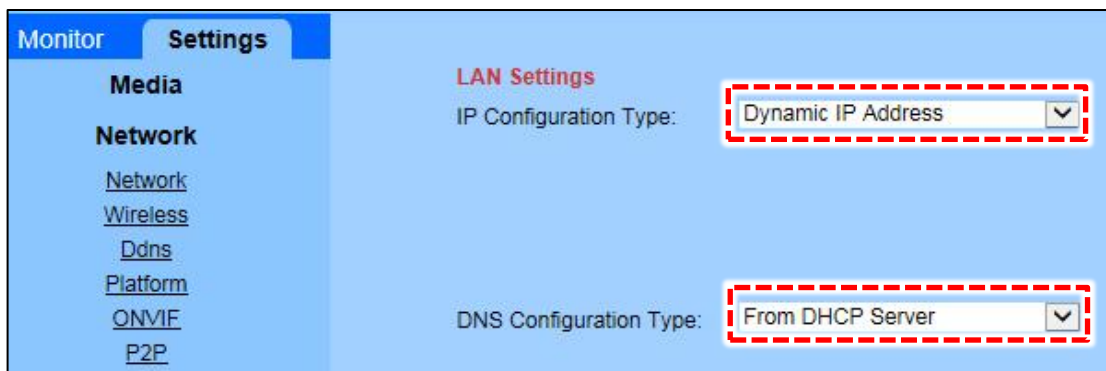 Monitor Settings
Media
Network
Network
Wireless
Ddns
Platform
ONVIF
P2P
LAN Settings
IP Configuration Type: Dynamic IP Address
DNS Configuration Type: From DHCP Server